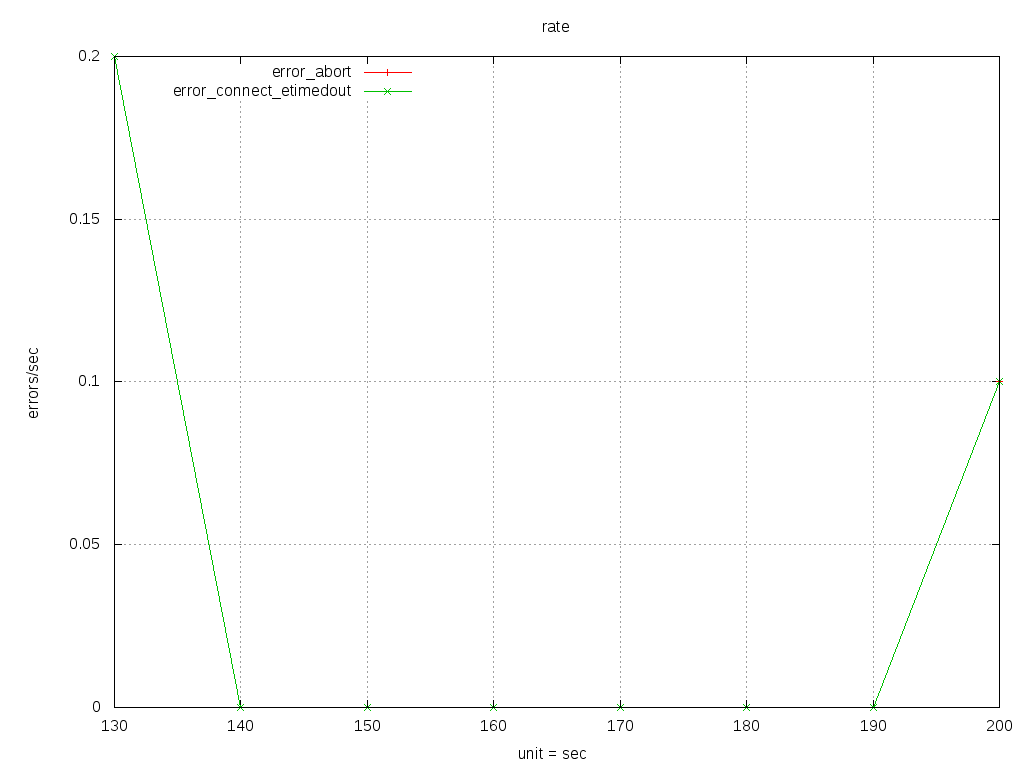 rate
error_abort
error_connect_etimedout
0.2
0.15
0.1
0.05
0
errors/sec
130 140 150 160 170 180 190 200
unit = sec